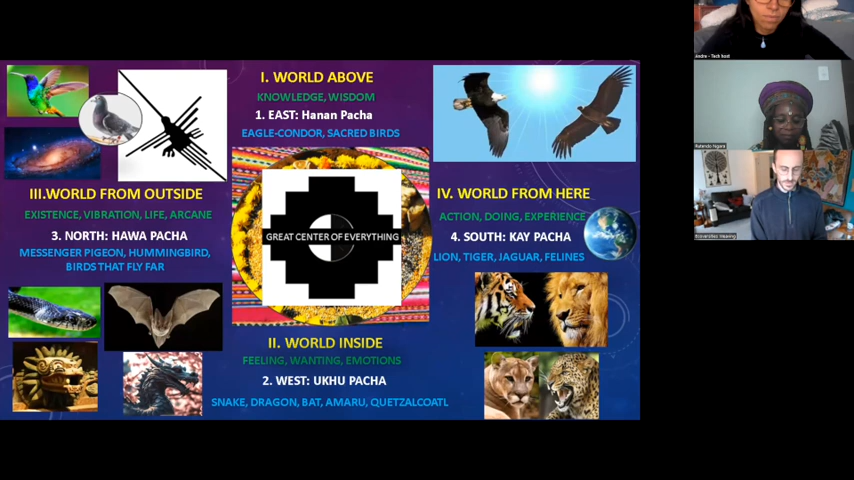 I. WORLD ABOVE
KNOWLEDGE, WISDOM
1. EAST: Hanan Pacha
EAGLE-CONDOR, SACRED BIRDS
III.WORLD FROM OUTSIDE
EXISTENCE, VIBRATION, LIFE, ARCANE
3. NORTH: HAWA PACHA
MESSENGER PIGEON, HUMMINGBIRD,
BIRDS THAT FLY FAR
GREAT CENTER OF EVERYTHING
IV. WORLD FROM HERE
ACTION, DOING, EXPERIENCE
4. SOUTH: KAY PACHA
LION, TIGER, JAGUAR, FELINES
II. WORLD INSIDE
FEELING, WANTING, EMOTIONS
2. WEST: UKHU PACHA
SNAKE, DRAGON, BAT, AMARU, QUETZALCOATL
Andre - Tech host